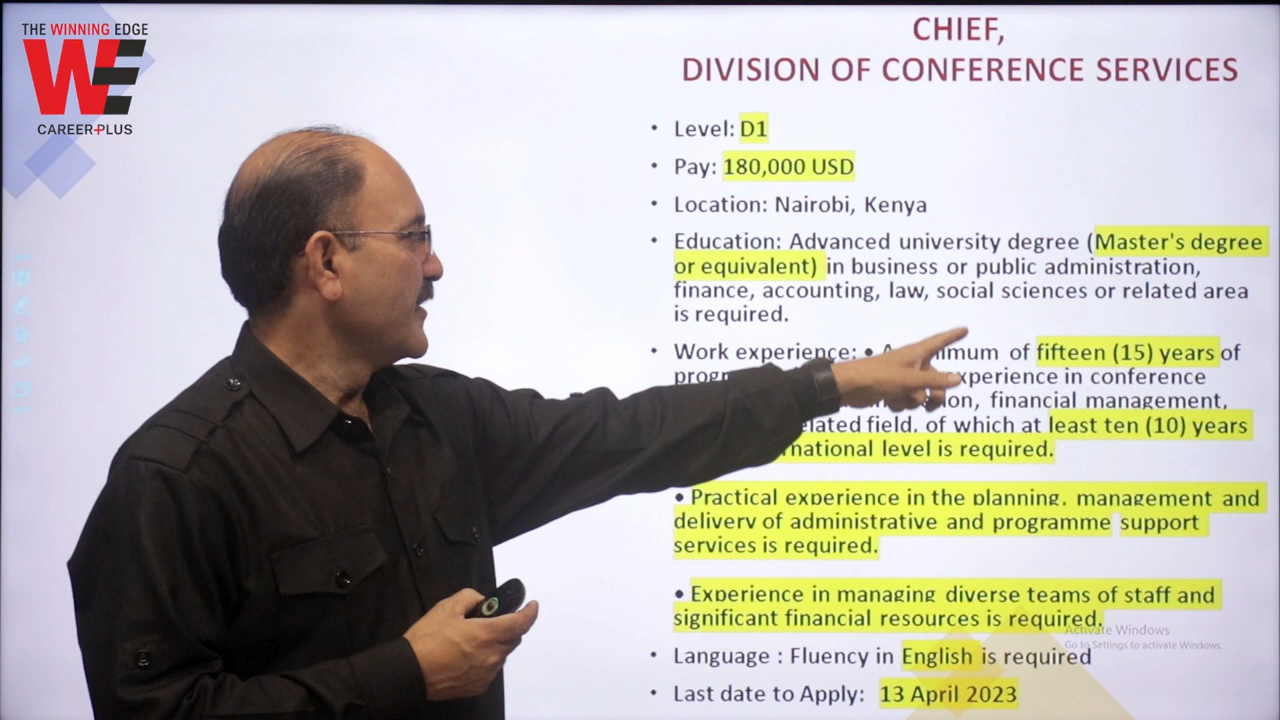 THE WINNING EDGE
WE
CAREER PLUS
CHIEF,
DIVISION OF CONFERENCE SERVICES
• Level: D1
• Pay: 180,000 USD
• Location: Nairobi, Kenya
• Education: Advanced university degree (Master's degree
or equivalent) in business or public administration,
finance, accounting, law, social sciences or related area
is required.
• Work experience: • of fifteen (15) years of
experience in conference
financial management,
field, of which at least ten (10) years
level is required.
• Practical experience in the planning, management and
delivery of administrative and programme support
services is required.
• Experience in managing diverse teams of staff and
significant financial resources is required.
Activate Windows
Go to Settings to activate Windows.
• Language : Fluency in English is required
• Last date to Apply: 13 April 2023